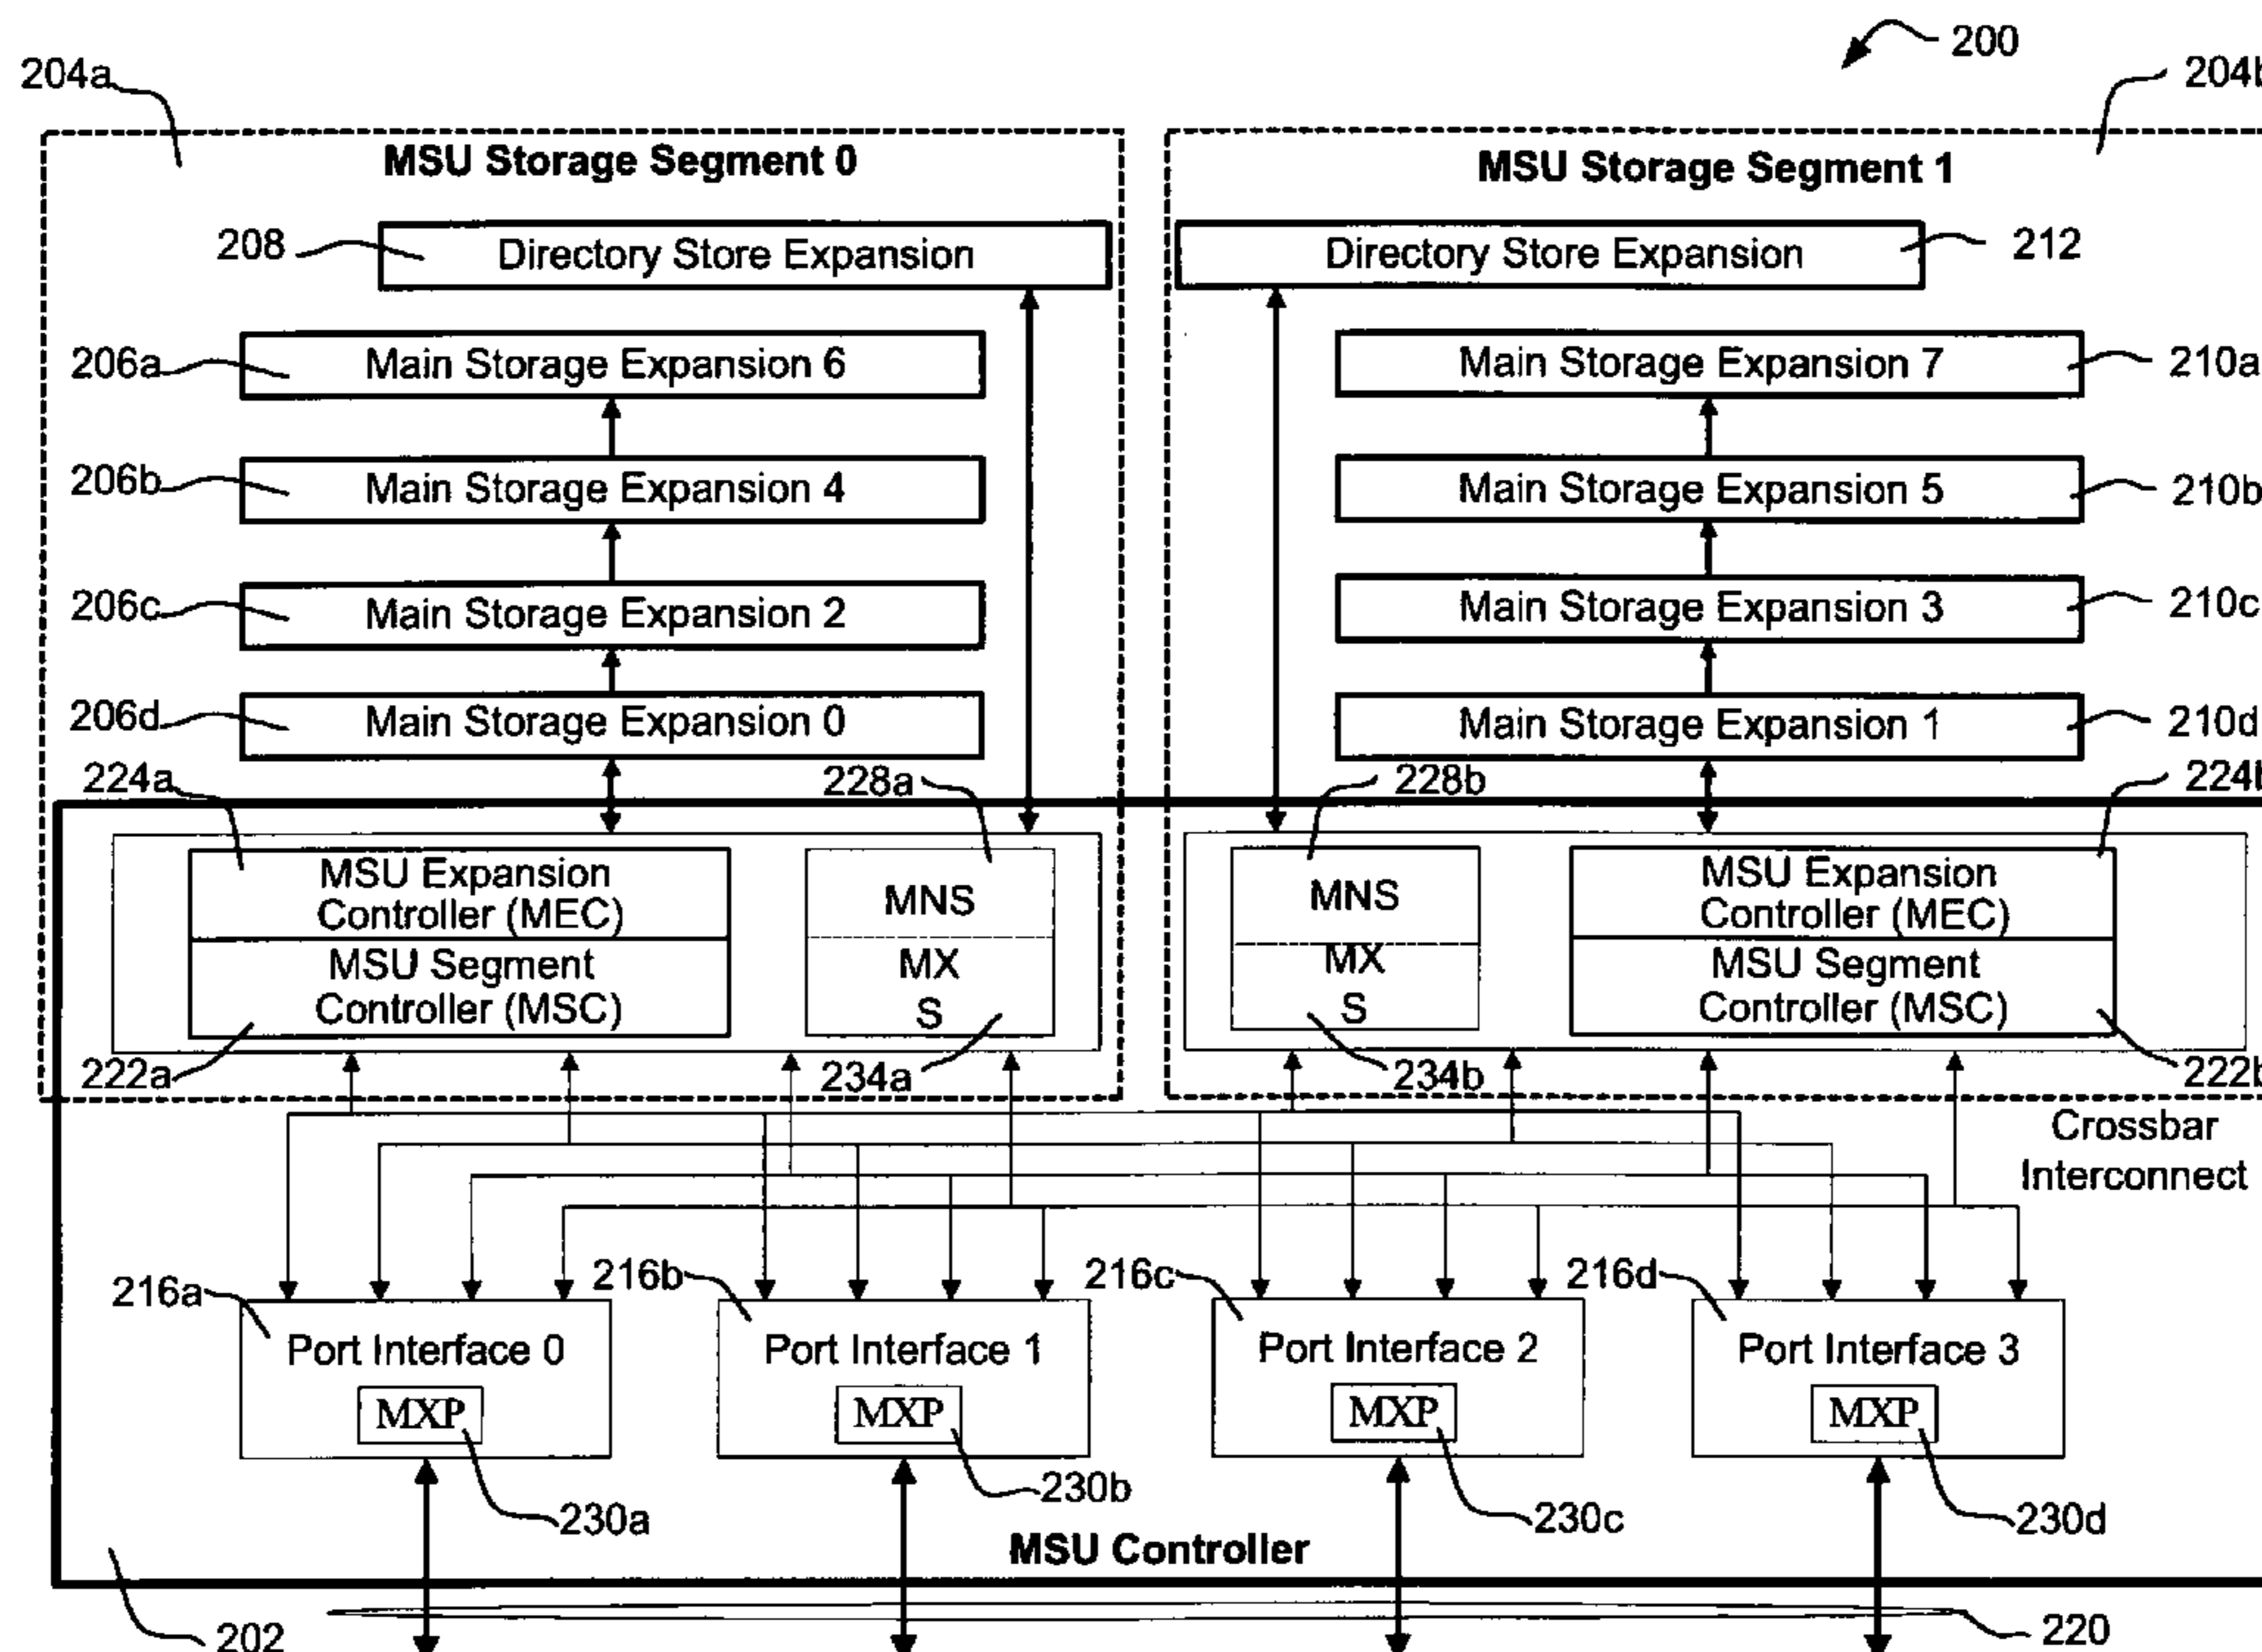 200
204a
204b
MSU Storage Segment 0
MSU Storage Segment 1
208
Directory Store Expansion
Directory Store Expansion
212
206a
Main Storage Expansion 6
Main Storage Expansion 7
210a
206b
Main Storage Expansion 4
Main Storage Expansion 5
210b
206c
Main Storage Expansion 2
Main Storage Expansion 3
210c
206d
Main Storage Expansion 0
Main Storage Expansion 1
210d
224a
228a
228b
224b
MSU Expansion
Controller (MEC)
MNS
MNS
MSU Expansion
Controller (MEC)
MSU Segment
Controller (MSC)
MX
S
MX
S
MSU Segment
Controller (MSC)
222a
234a
234b
222b
Crossbar
Interconnect
216a
216b
216c
216d
Port Interface 0
Port Interface 1
Port Interface 2
Port Interface 3
MXP
MXP
MXP
MXP
230a
230b
230c
230d
MSU Controller
202
220